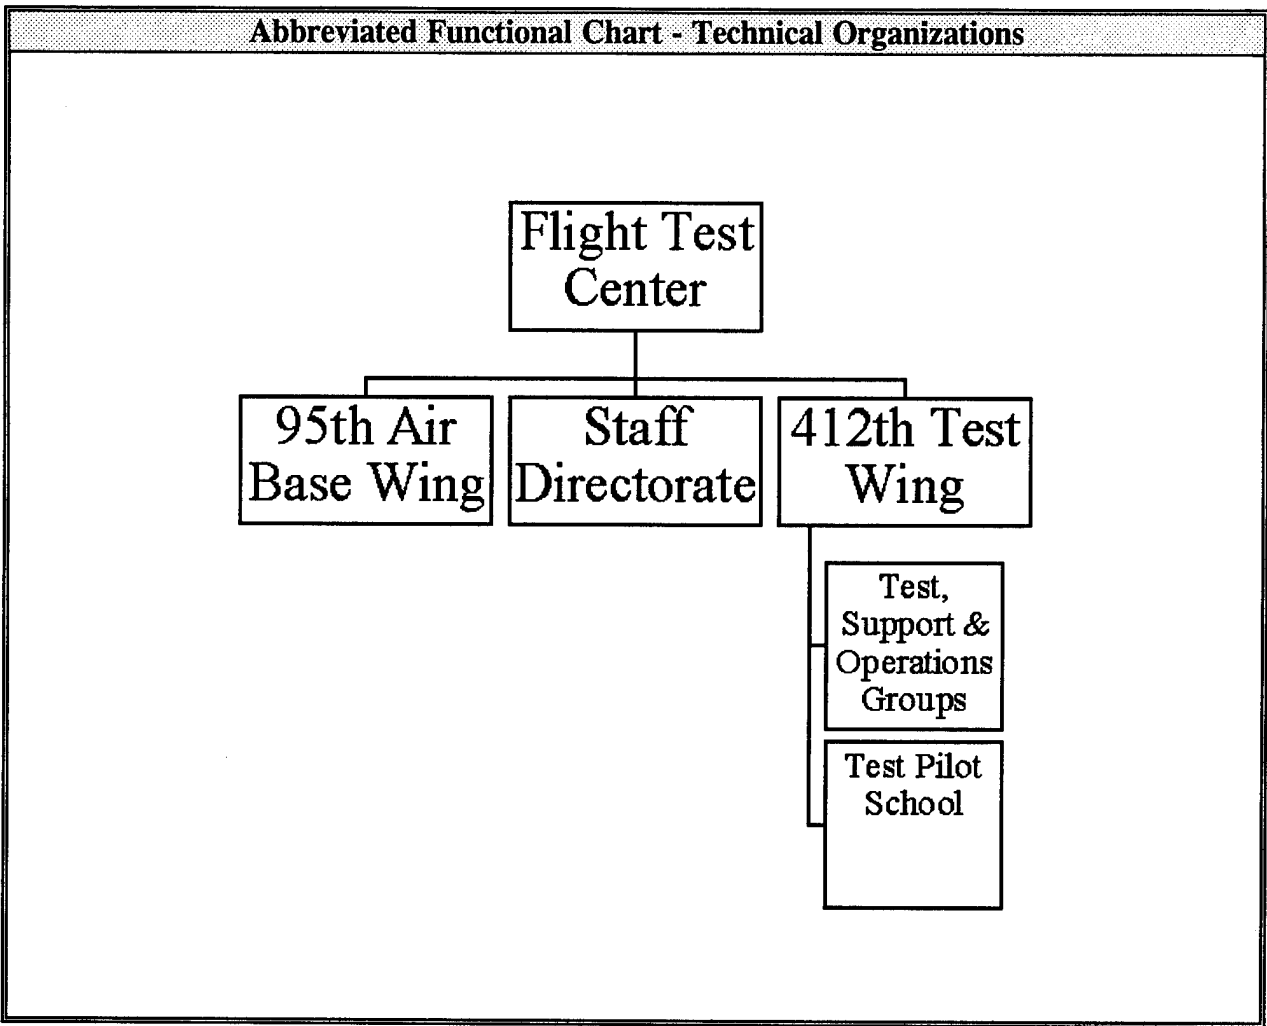 Abbreviated Functional Chart - Technical Organizations
Flight Test
Center
95th Air
Base Wing
Staff
Directorate
412th Test
Wing
Test,
Support &
Operations
Groups
Test Pilot
School